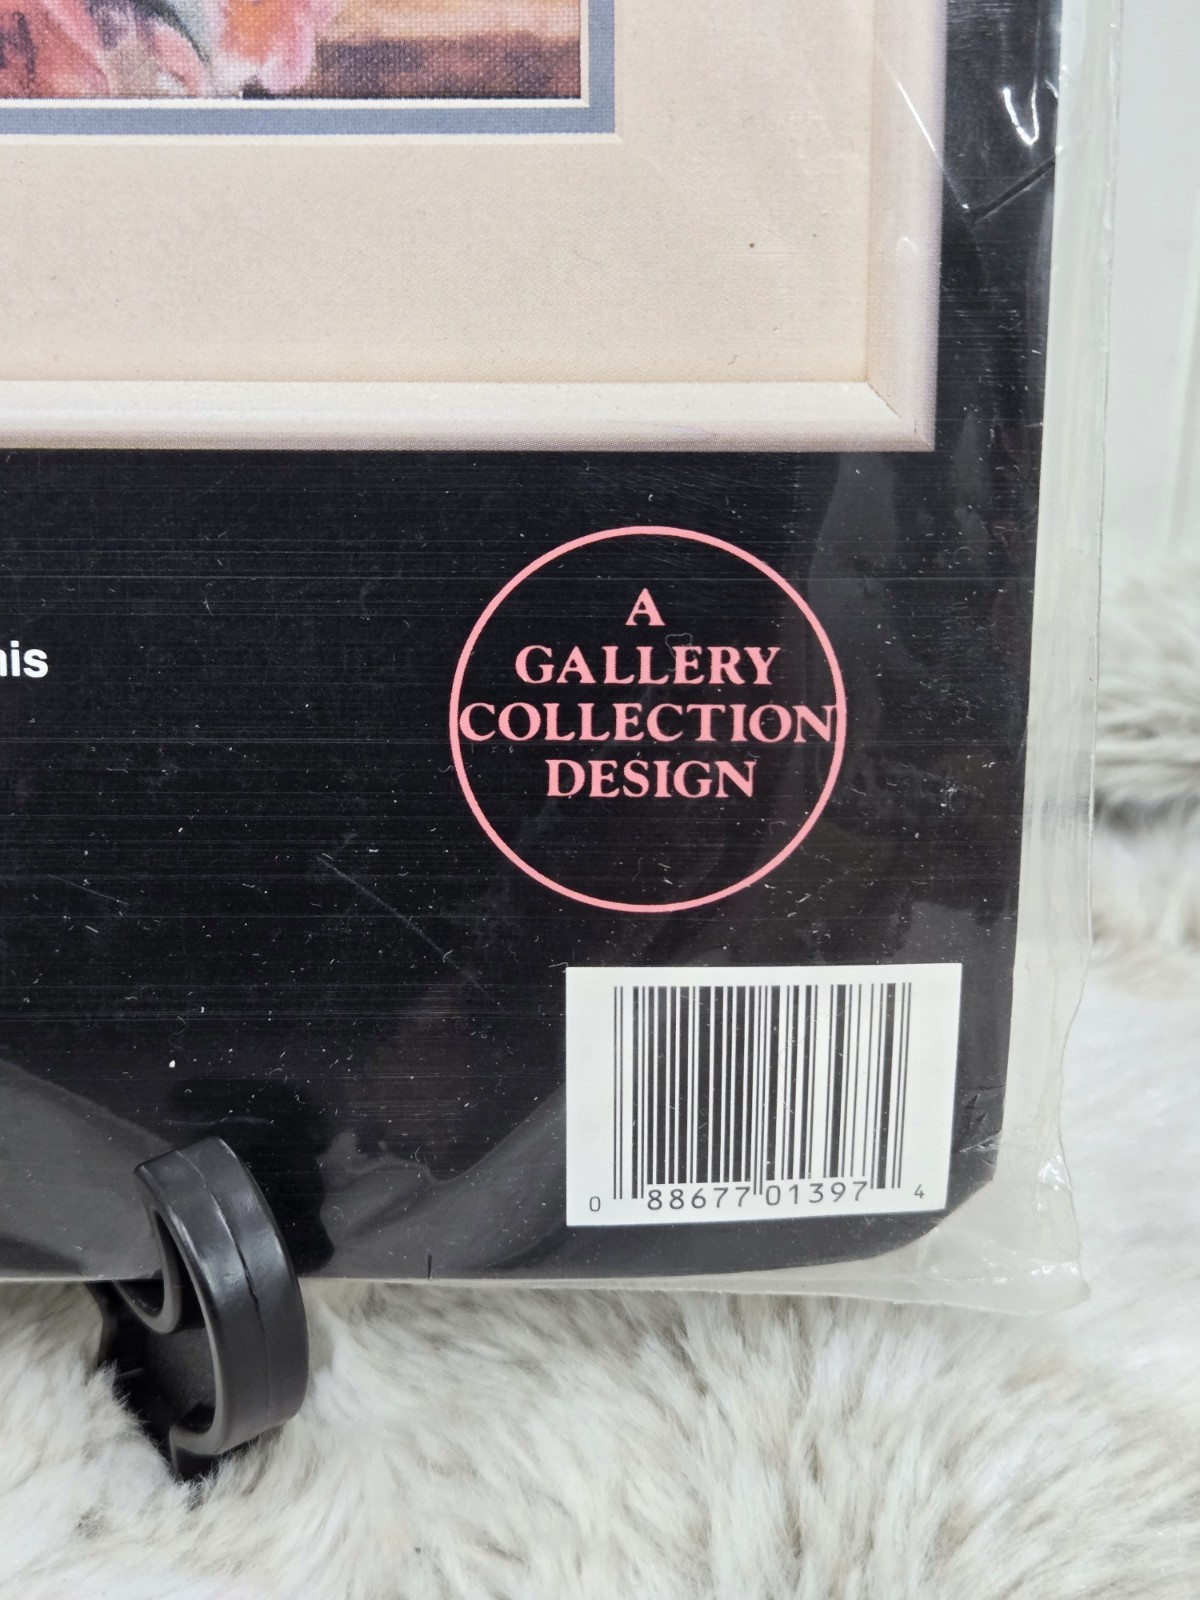 A
GALLERY
COLLECTION
DESIGN
0 88677 01397 4